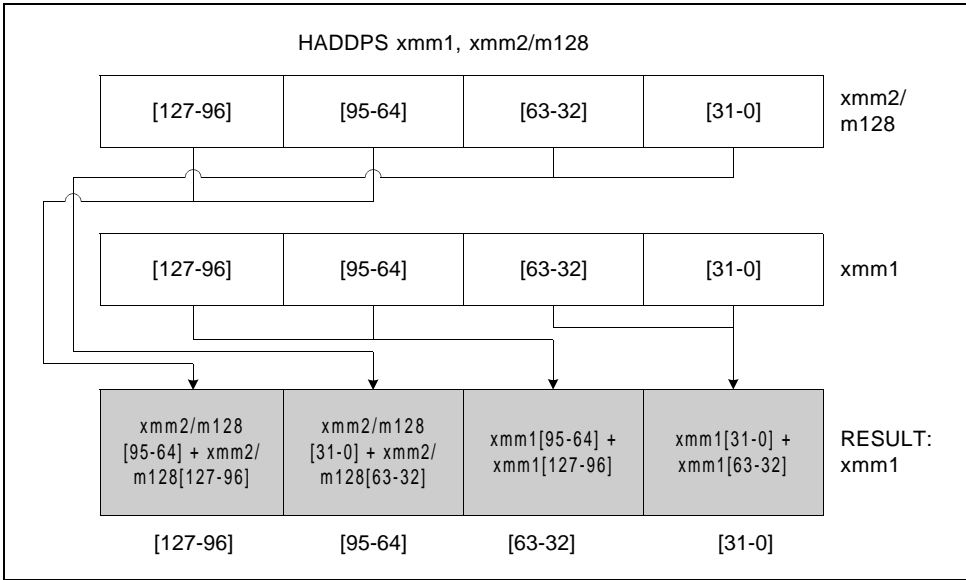 HADDPS xmm1, xmm2/m128
[127-96] [95-64] [63-32] [31-0]
xmm2/
m128
[127-96] [95-64] [63-32] [31-0]
xmm1
xmm2/m128
[95-64] + xmm2/
m128[127-96]
xmm2/m128
[31-0] + xmm2/
m128[63-32]
xmm1[95-64] +
xmm1[127-96]
xmm1[31-0] +
xmm1[63-32]
RESULT:
xmm1
[127-96] [95-64] [63-32] [31-0]